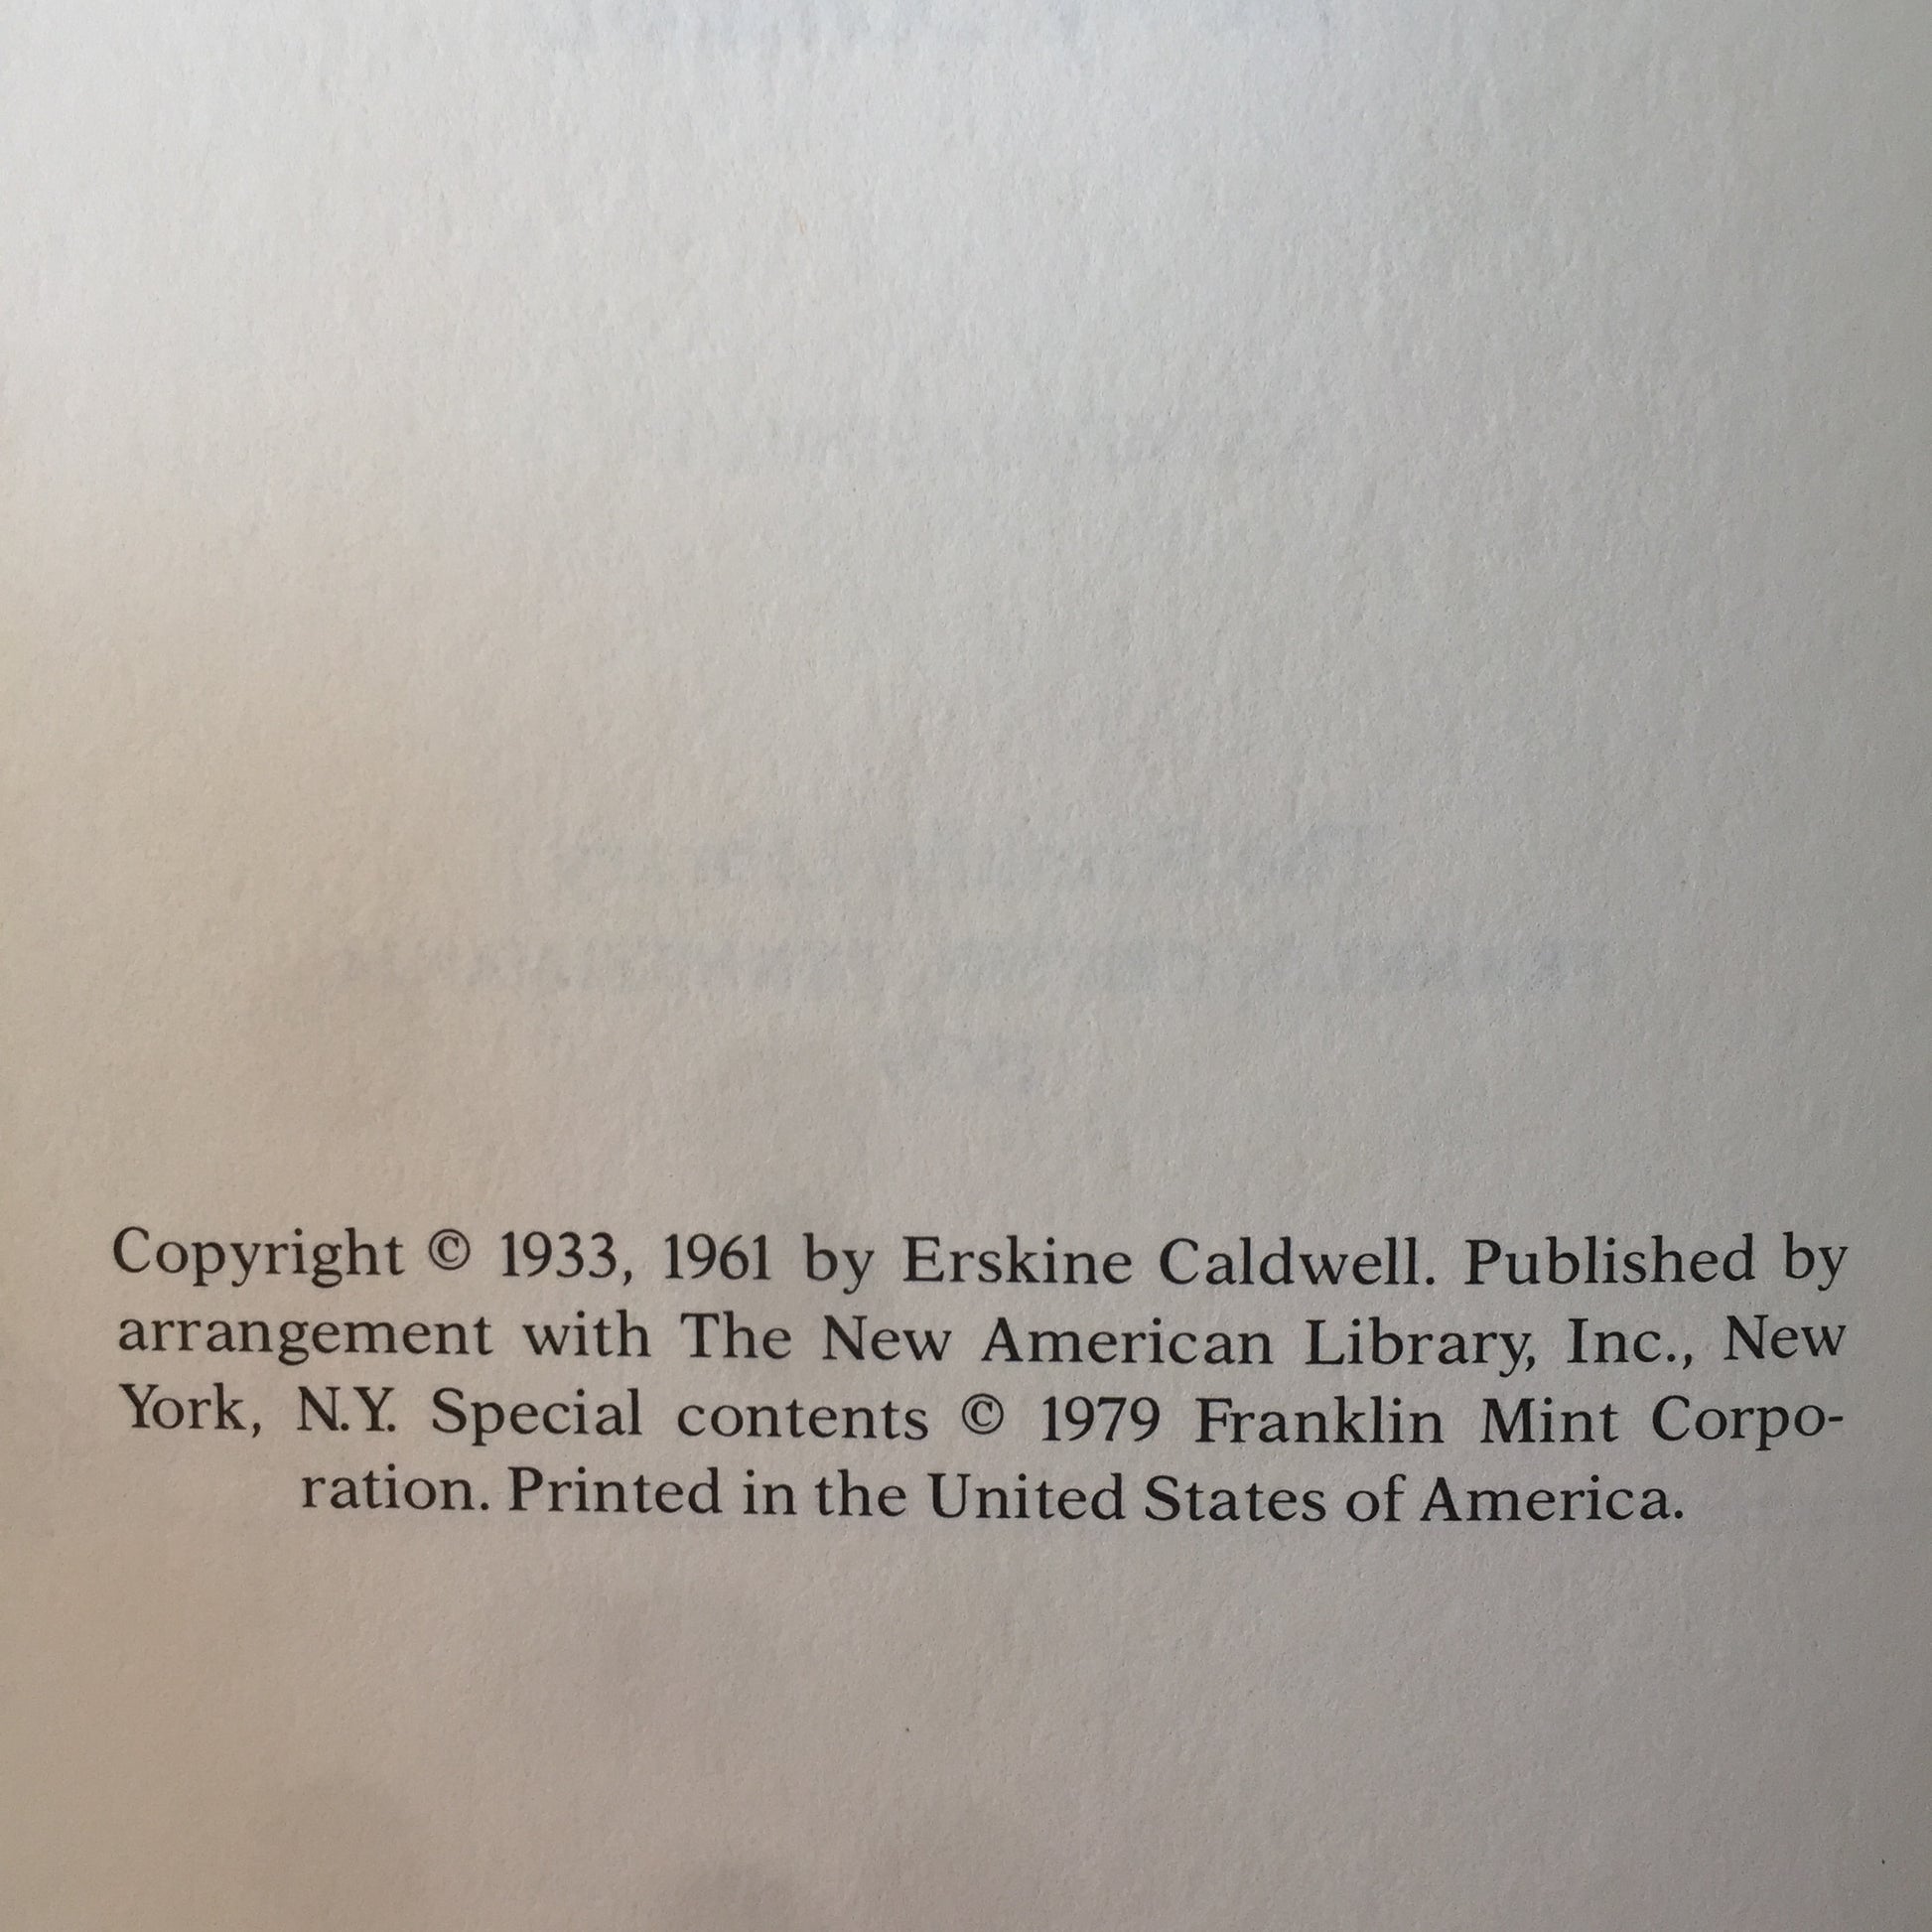 Copyright © 1933, 1961 by Erskine Caldwell. Published by
arrangement with The New American Library, Inc., New
York, N.Y. Special contents © 1979 Franklin Mint Corpo-
ration. Printed in the United States of America.